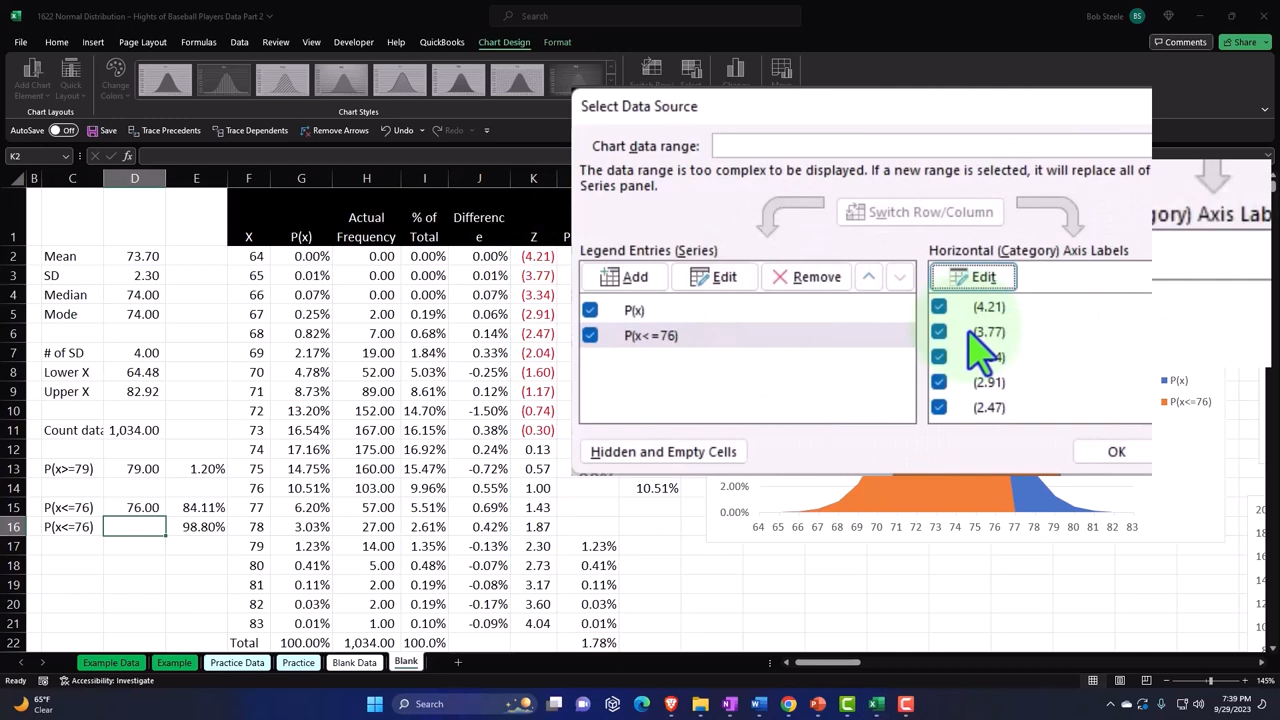 1622 Normal Distribution – Hights of Baseball Players Data Part 2
Search
Bob Steele BS
File Home Insert Page Layout Formulas Data Review View Developer Help QuickBooks Chart Design Format
Comments Share
Add Chart Element Quick Layout Change Colors
Chart Layouts Chart Styles
AutoSave Off Save Trace Precedents Trace Dependents Remove Arrows Undo Redo
K2 fx
B C D E F G H I J K
1 X P(x) Actual Frequency % of Total Differenc e Z P
2 Mean 73.70 64 0.00% 0.00 0.00% 0.00% (4.21)
3 SD 2.30 65 0.01% 0.00 0.00% 0.01% (3.77)
4 Median 74.00 66 0.07% 0.00 0.00% 0.07% (3.34)
5 Mode 74.00 67 0.25% 2.00 0.19% 0.06% (2.91)
6 68 0.82% 7.00 0.68% 0.14% (2.47)
7 # of SD 4.00 69 2.17% 19.00 1.84% 0.33% (2.04)
8 Lower X 64.48 70 4.78% 52.00 5.03% -0.25% (1.60)
9 Upper X 82.92 71 8.73% 89.00 8.61% 0.12% (1.17)
10 72 13.20% 152.00 14.70% -1.50% (0.74)
11 Count data 1,034.00 73 16.54% 167.00 16.15% 0.38% (0.30)
12 74 17.16% 175.00 16.92% 0.24% 0.13
13 P(x>=79) 79.00 1.20% 75 14.75% 160.00 15.47% -0.72% 0.57
14 76 10.51% 103.00 9.96% 0.55% 1.00 10.51%
15 P(x<=76) 76.00 84.11% 77 6.20% 57.00 5.51% 0.69% 1.43
16 P(x<=76) 98.80% 78 3.03% 27.00 2.61% 0.42% 1.87
17 79 1.23% 14.00 1.35% -0.13% 2.30 1.23%
18 80 0.41% 5.00 0.48% -0.07% 2.73 0.41%
19 81 0.11% 2.00 0.19% -0.08% 3.17 0.11%
20 82 0.03% 2.00 0.19% -0.17% 3.60 0.03%
21 83 0.01% 1.00 0.10% -0.09% 4.04 0.01%
22 Total 100.00% 1,034.00 100.0% 1.78%
Select Data Source
Chart data range:
The data range is too complex to be displayed. If a new range is selected, it will replace all of
Series panel.
Switch Row/Column
Legend Entries (Series)
Add Edit Remove
P(x)
P(x<=76)
Horizontal (Category) Axis Labels
Edit
(4.21)
(3.77)
(2.91)
(2.47)
Hidden and Empty Cells
OK
gory) Axis Lab
P(x)
P(x<=76)
2.00%
0.00%
64 65 66 67 68 69 70 71 72 73 74 75 76 77 78 79 80 81 82 83
Example Data Example Practice Data Practice Blank Data Blank
Ready Accessibility: Investigate
145%
65°F
Clear
Search
7:39 PM
9/29/2023